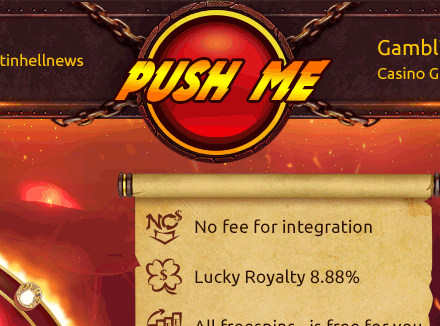 tinhellnews
PUSH ME
Gambl
Casino G
NO$
No fee for integration
$
Lucky Royalty 8.88%
All freespins - is free for you